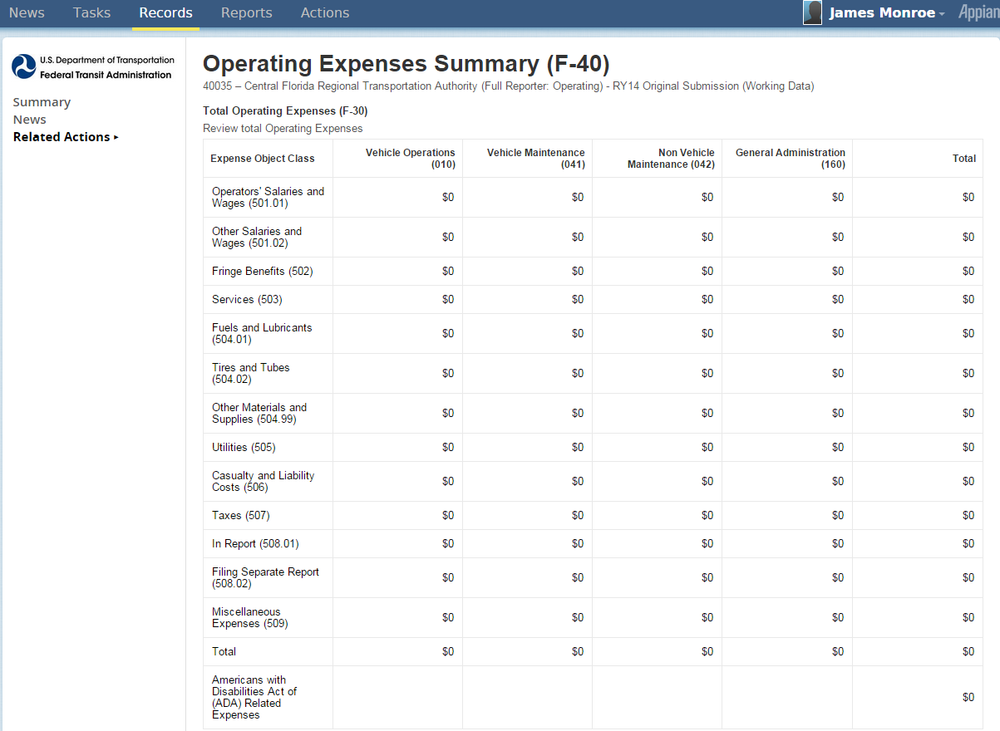 News Tasks Records Reports Actions James Monroe Appian
U.S. Department of Transportation
Federal Transit Administration
Summary
News
Related Actions
Operating Expenses Summary (F-40)
40035 – Central Florida Regional Transportation Authority (Full Reporter: Operating) - RY14 Original Submission (Working Data)
Total Operating Expenses (F-30)
Review total Operating Expenses
Expense Object Class Vehicle Operations (010) Vehicle Maintenance (041) Non Vehicle Maintenance (042) General Administration (160) Total
Operators' Salaries and Wages (501.01) $0 $0 $0 $0 $0
Other Salaries and Wages (501.02) $0 $0 $0 $0 $0
Fringe Benefits (502) $0 $0 $0 $0 $0
Services (503) $0 $0 $0 $0 $0
Fuels and Lubricants (504.01) $0 $0 $0 $0 $0
Tires and Tubes (504.02) $0 $0 $0 $0 $0
Other Materials and Supplies (504.99) $0 $0 $0 $0 $0
Utilities (505) $0 $0 $0 $0 $0
Casualty and Liability Costs (506) $0 $0 $0 $0 $0
Taxes (507) $0 $0 $0 $0 $0
In Report (508.01) $0 $0 $0 $0 $0
Filing Separate Report (508.02) $0 $0 $0 $0 $0
Miscellaneous Expenses (509) $0 $0 $0 $0 $0
Total $0 $0 $0 $0 $0
Americans with Disabilities Act of (ADA) Related Expenses $0